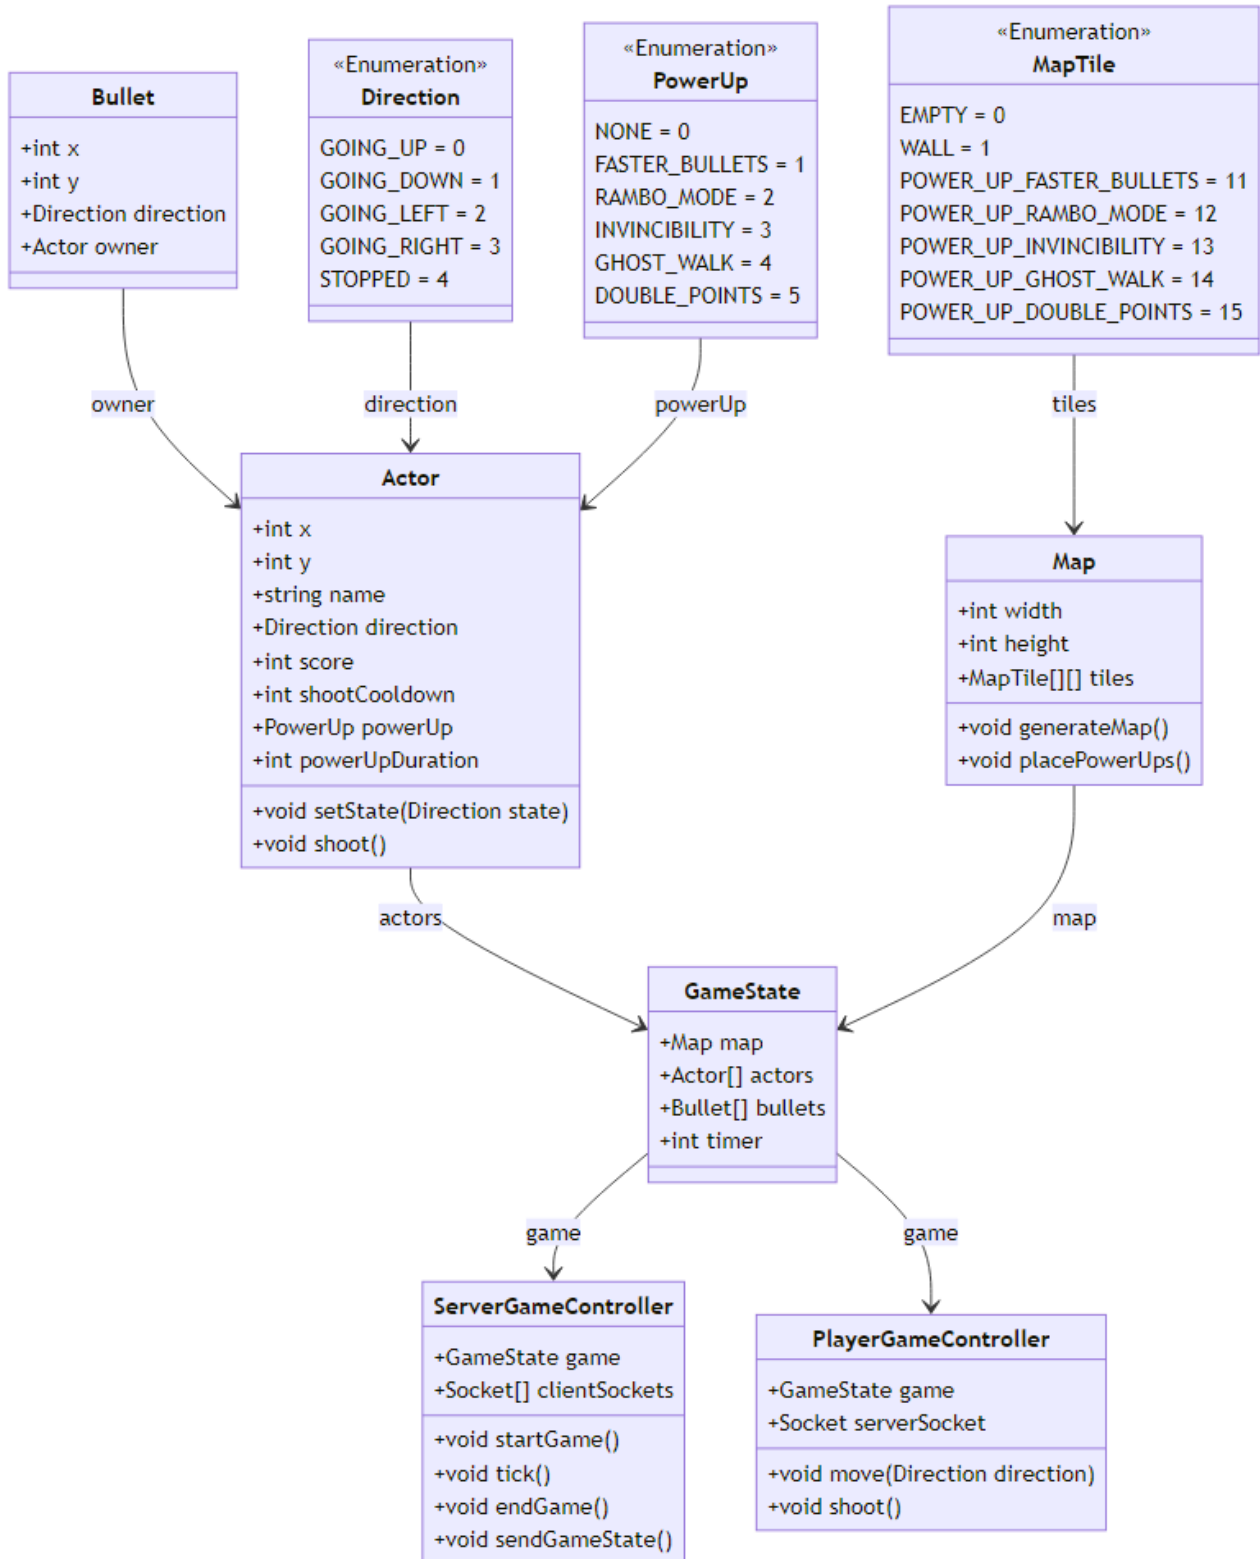 Bullet
+int x
+int y
+Direction direction
+Actor owner
«Enumeration»
Direction
GOING_UP = 0
GOING_DOWN = 1
GOING_LEFT = 2
GOING_RIGHT = 3
STOPPED = 4
«Enumeration»
PowerUp
NONE = 0
FASTER_BULLETS = 1
RAMBO_MODE = 2
INVINCIBILITY = 3
GHOST_WALK = 4
DOUBLE_POINTS = 5
«Enumeration»
MapTile
EMPTY = 0
WALL = 1
POWER_UP_FASTER_BULLETS = 11
POWER_UP_RAMBO_MODE = 12
POWER_UP_INVINCIBILITY = 13
POWER_UP_GHOST_WALK = 14
POWER_UP_DOUBLE_POINTS = 15
owner
direction
powerUp
tiles
Actor
+int x
+int y
+string name
+Direction direction
+int score
+int shootCooldown
+PowerUp powerUp
+int powerUpDuration
+void setState(Direction state)
+void shoot()
Map
+int width
+int height
+MapTile[][] tiles
+void generateMap()
+void placePowerUps()
actors
map
GameState
+Map map
+Actor[] actors
+Bullet[] bullets
+int timer
game
game
ServerGameController
+GameState game
+Socket[] clientSockets
+void startGame()
+void tick()
+void endGame()
+void sendGameState()
PlayerGameController
+GameState game
+Socket serverSocket
+void move(Direction direction)
+void shoot()